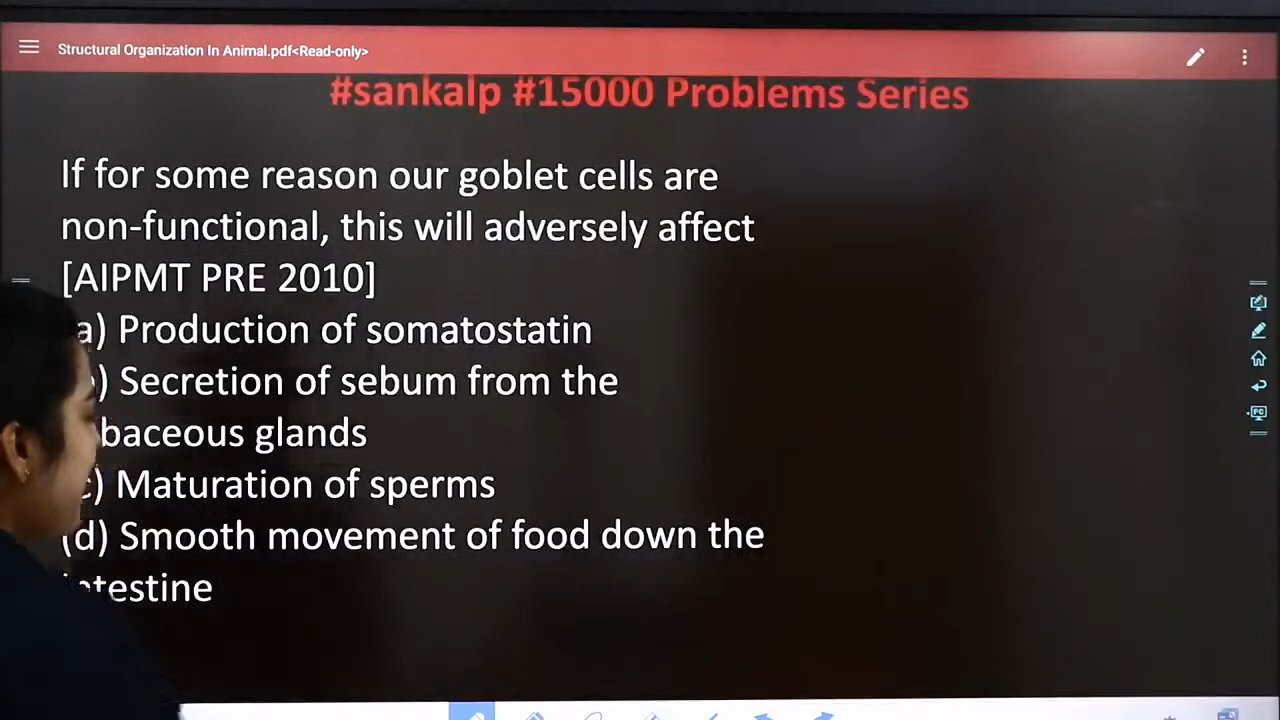 Structural Organization In Animal.pdf<Read-only>
#sankalp #15000 Problems Series
If for some reason our goblet cells are
non-functional, this will adversely affect
[AIPMT PRE 2010]
a) Production of somatostatin
) Secretion of sebum from the
baceous glands
c) Maturation of sperms
(d) Smooth movement of food down the
intestine
PC